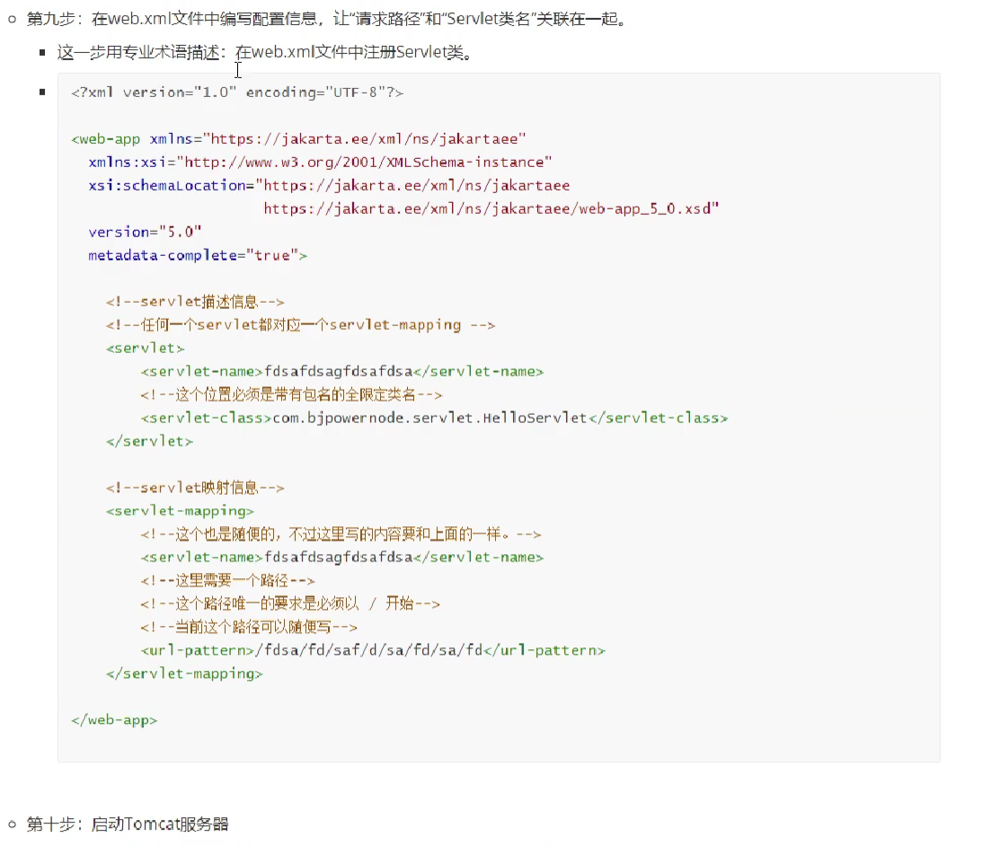 第九步：在web.xml文件中编写配置信息，让“请求路径”和“Servlet类名”关联在一起。
这一步用专业术语描述：在web.xml文件中注册Servlet类。
<?xml version="1.0" encoding="UTF-8"?>
<web-app xmlns="https://jakarta.ee/xml/ns/jakartaee"
xmlns:xsi="http://www.w3.org/2001/XMLSchema-instance"
xsi:schemaLocation="https://jakarta.ee/xml/ns/jakartaee
https://jakarta.ee/xml/ns/jakartaee/web-app_5_0.xsd"
version="5.0"
metadata-complete="true">
<!--servlet描述信息-->
<!--任何一个servlet都对应一个servlet-mapping -->
<servlet>
<servlet-name>fdsafdsagfdsafdsa</servlet-name>
<!--这个位置必须是带有包名的全限定类名-->
<servlet-class>com.bjpowernode.servlet.HelloServlet</servlet-class>
</servlet>
<!--servlet映射信息-->
<servlet-mapping>
<!--这个也是随便的，不过这里写的内容要和上面的一样。-->
<servlet-name>fdsafdsagfdsafdsa</servlet-name>
<!--这里需要一个路径-->
<!--这个路径唯一的要求是必须以 / 开始-->
<!--当前这个路径可以随便写-->
<url-pattern>/fdsa/fd/saf/d/sa/fd/sa/fd</url-pattern>
</servlet-mapping>
</web-app>
第十步：启动Tomcat服务器